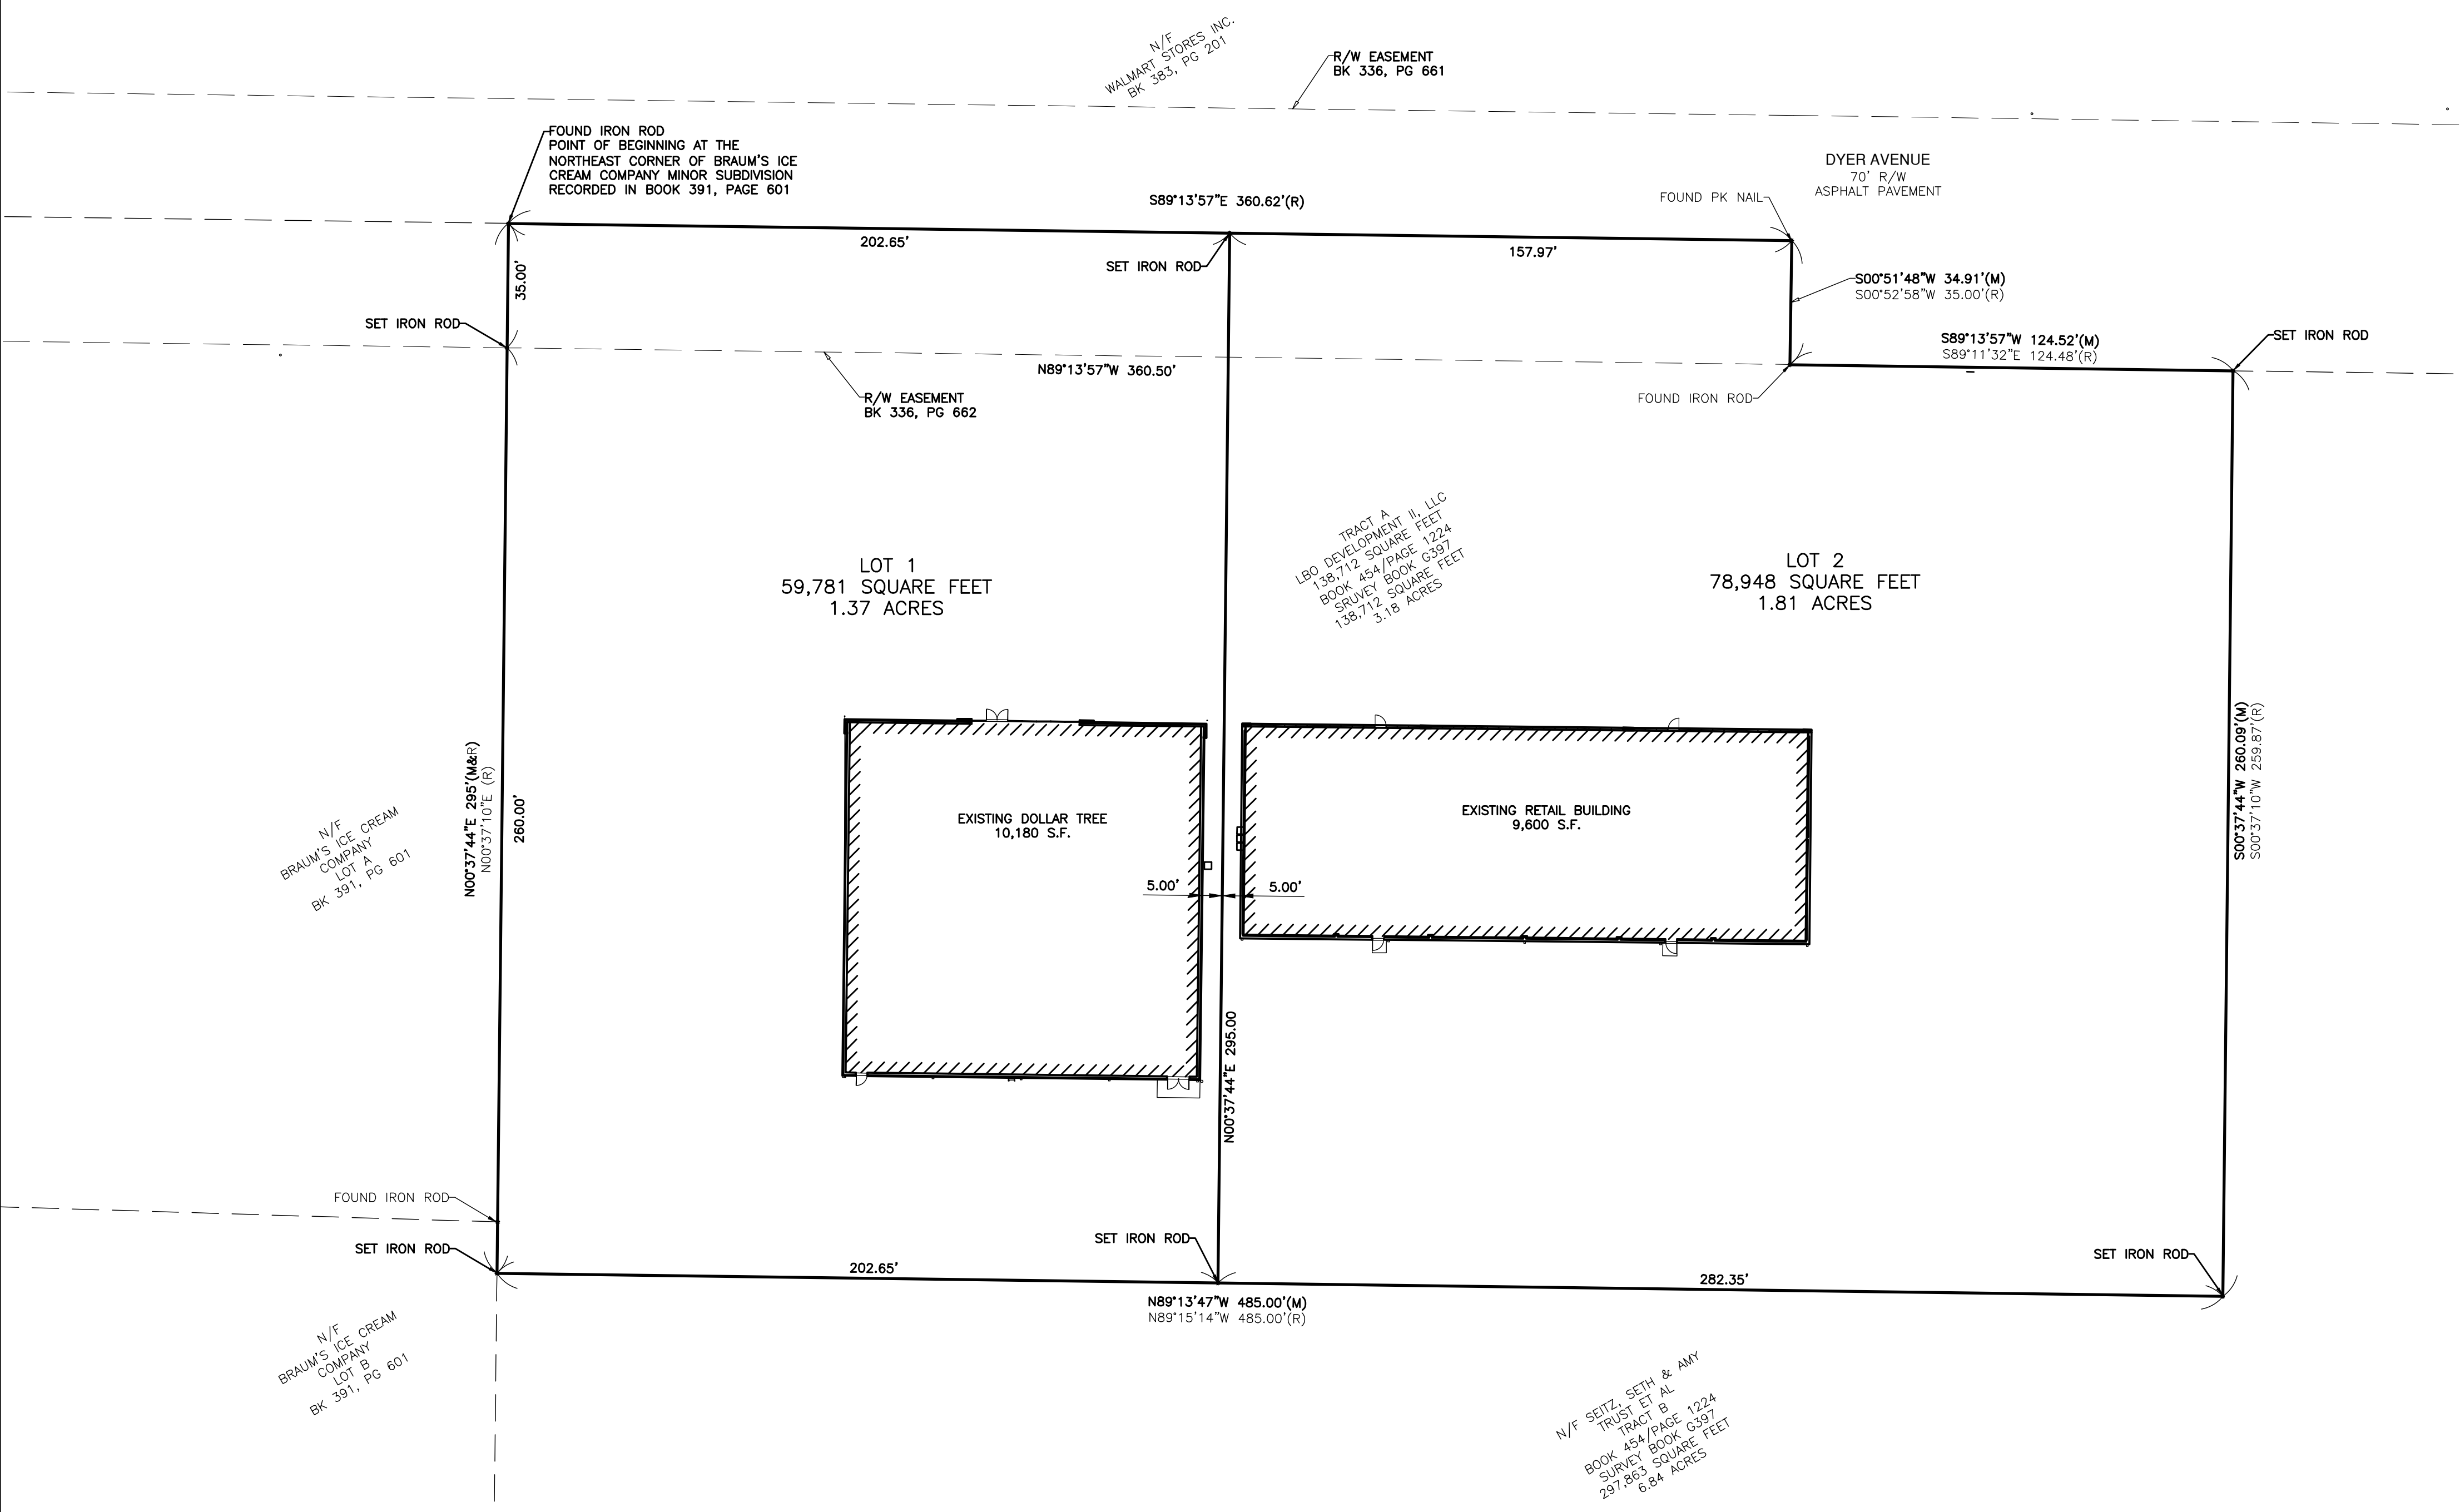 N/F
WALMART STORES INC.
BK 383, PG 201
R/W EASEMENT
BK 336, PG 661
FOUND IRON ROD
POINT OF BEGINNING AT THE
NORTHEAST CORNER OF BRAUM'S ICE
CREAM COMPANY MINOR SUBDIVISION
RECORDED IN BOOK 391, PAGE 601
DYER AVENUE
70' R/W
ASPHALT PAVEMENT
S89°13'57"E 360.62'(R)
FOUND PK NAIL
202.65'
157.97'
SET IRON ROD
35.00'
S00°51'48"W 34.91'(M)
S00°52'58"W 35.00'(R)
SET IRON ROD
S89°13'57"W 124.52'(M)
S89°11'32"E 124.48'(R)
SET IRON ROD
N89°13'57"W 360.50'
R/W EASEMENT
BK 336, PG 662
FOUND IRON ROD
LOT 1
59,781 SQUARE FEET
1.37 ACRES
TRACT A
LBO DEVELOPMENT II, LLC
138,712 SQUARE FEET
BOOK 454/PAGE 1224
SRUVEY BOOK G397
138,712 SQUARE FEET
3.18 ACRES
LOT 2
78,948 SQUARE FEET
1.81 ACRES
N00°37'44"E 295'(M&R)
N00°37'10"E (R)
260.00'
EXISTING DOLLAR TREE
10,180 S.F.
EXISTING RETAIL BUILDING
9,600 S.F.
S00°37'44"W 260.09'(M)
S00°37'10"W 259.87'(R)
N/F
BRAUM'S ICE CREAM
COMPANY
LOT A
BK 391, PG 601
5.00'
5.00'
N00°37'44"E 295.00
FOUND IRON ROD
SET IRON ROD
SET IRON ROD
SET IRON ROD
202.65'
282.35'
N89°13'47"W 485.00'(M)
N89°15'14"W 485.00'(R)
N/F
BRAUM'S ICE CREAM
COMPANY
LOT B
BK 391, PG 601
N/F SEITZ, SETH & AMY
TRUST ET AL
TRACT B
BOOK 454/PAGE 1224
SURVEY BOOK G397
297,863 SQUARE FEET
6.84 ACRES